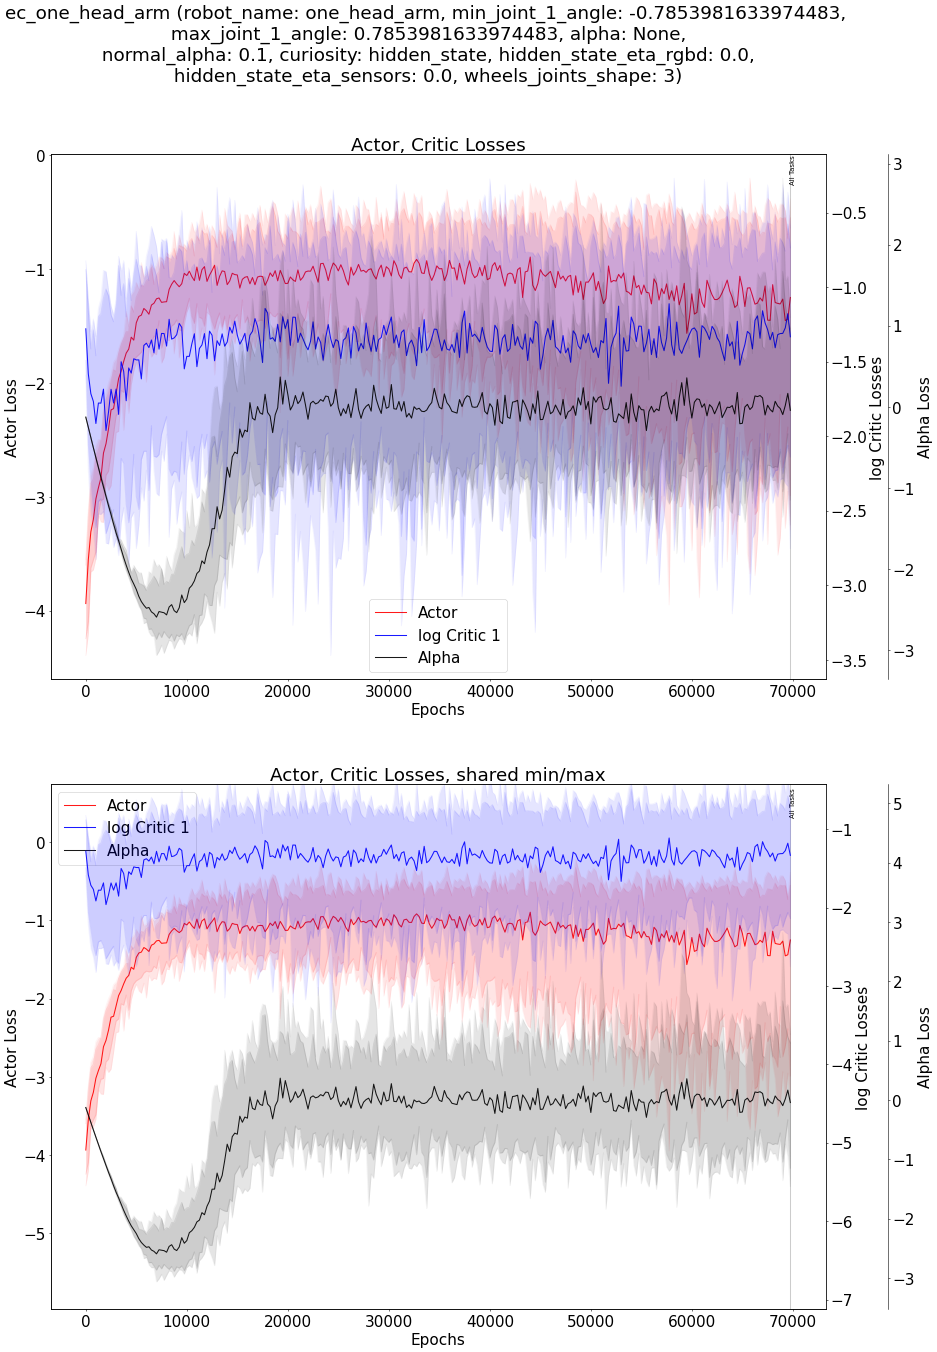 ec_one_head_arm (robot_name: one_head_arm, min_joint_1_angle: -0.7853981633974483,
max_joint_1_angle: 0.7853981633974483, alpha: None,
normal_alpha: 0.1, curiosity: hidden_state, hidden_state_eta_rgbd: 0.0,
hidden_state_eta_sensors: 0.0, wheels_joints_shape: 3)
Actor, Critic Losses
0
−1
−2
−3
−4
Actor Loss
All Tasks
−0.5
−1.0
−1.5
−2.0
−2.5
−3.0
−3.5
log Critic Losses
3
2
1
0
−1
−2
−3
Alpha Loss
Actor
log Critic 1
Alpha
0
10000
20000
30000
40000
50000
60000
70000
Epochs
Actor, Critic Losses, shared min/max
Actor
log Critic 1
Alpha
0
−1
−2
−3
−4
−5
Actor Loss
All Tasks
−1
−2
−3
−4
−5
−6
−7
log Critic Losses
5
4
3
2
1
0
−1
−2
−3
Alpha Loss
0
10000
20000
30000
40000
50000
60000
70000
Epochs